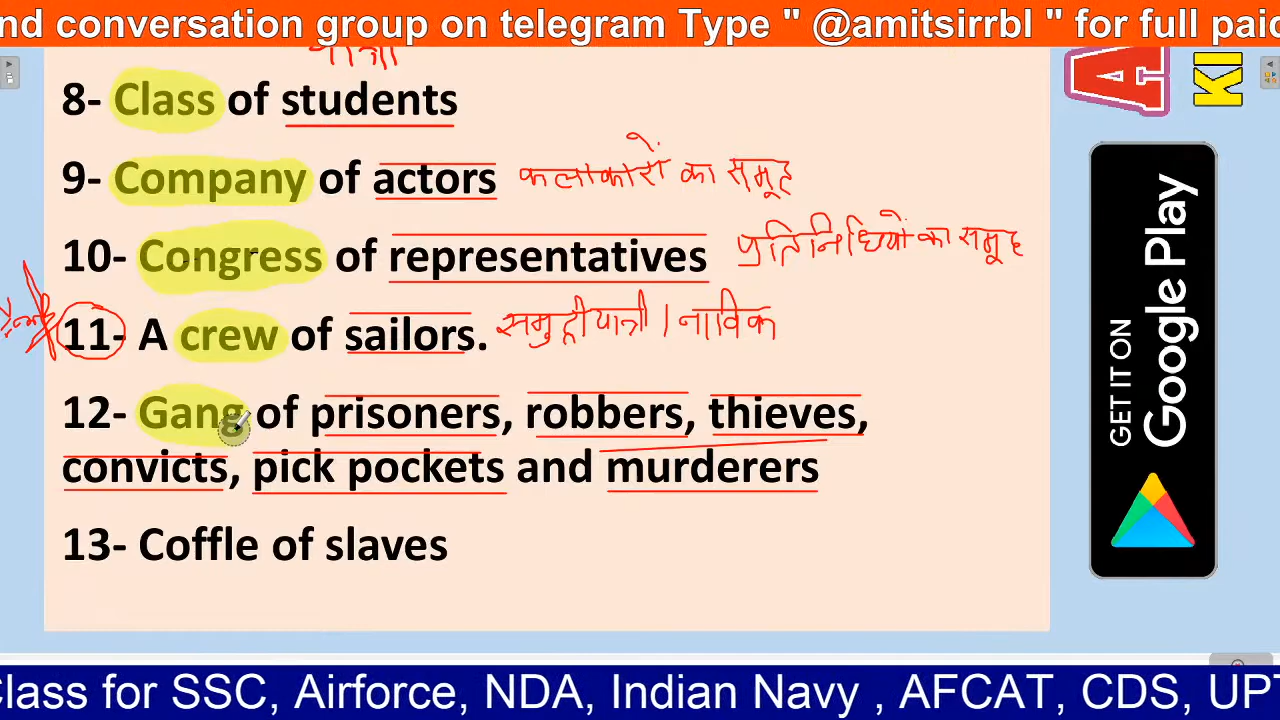 nd conversation group on telegram Type " @amitsirrbl " for full paid
8- Class of students
9- Company of actors कलाकारों का समूह
10- Congress of representatives प्रतिनिधियों का समूह
11- A crew of sailors. समुद्रीयात्री / नाविक
12- Gang of prisoners, robbers, thieves,
convicts, pick pockets and murderers
13- Coffle of slaves
A
KI
GET IT ON
Google Play
Class for SSC, Airforce, NDA, Indian Navy , AFCAT, CDS, UPT